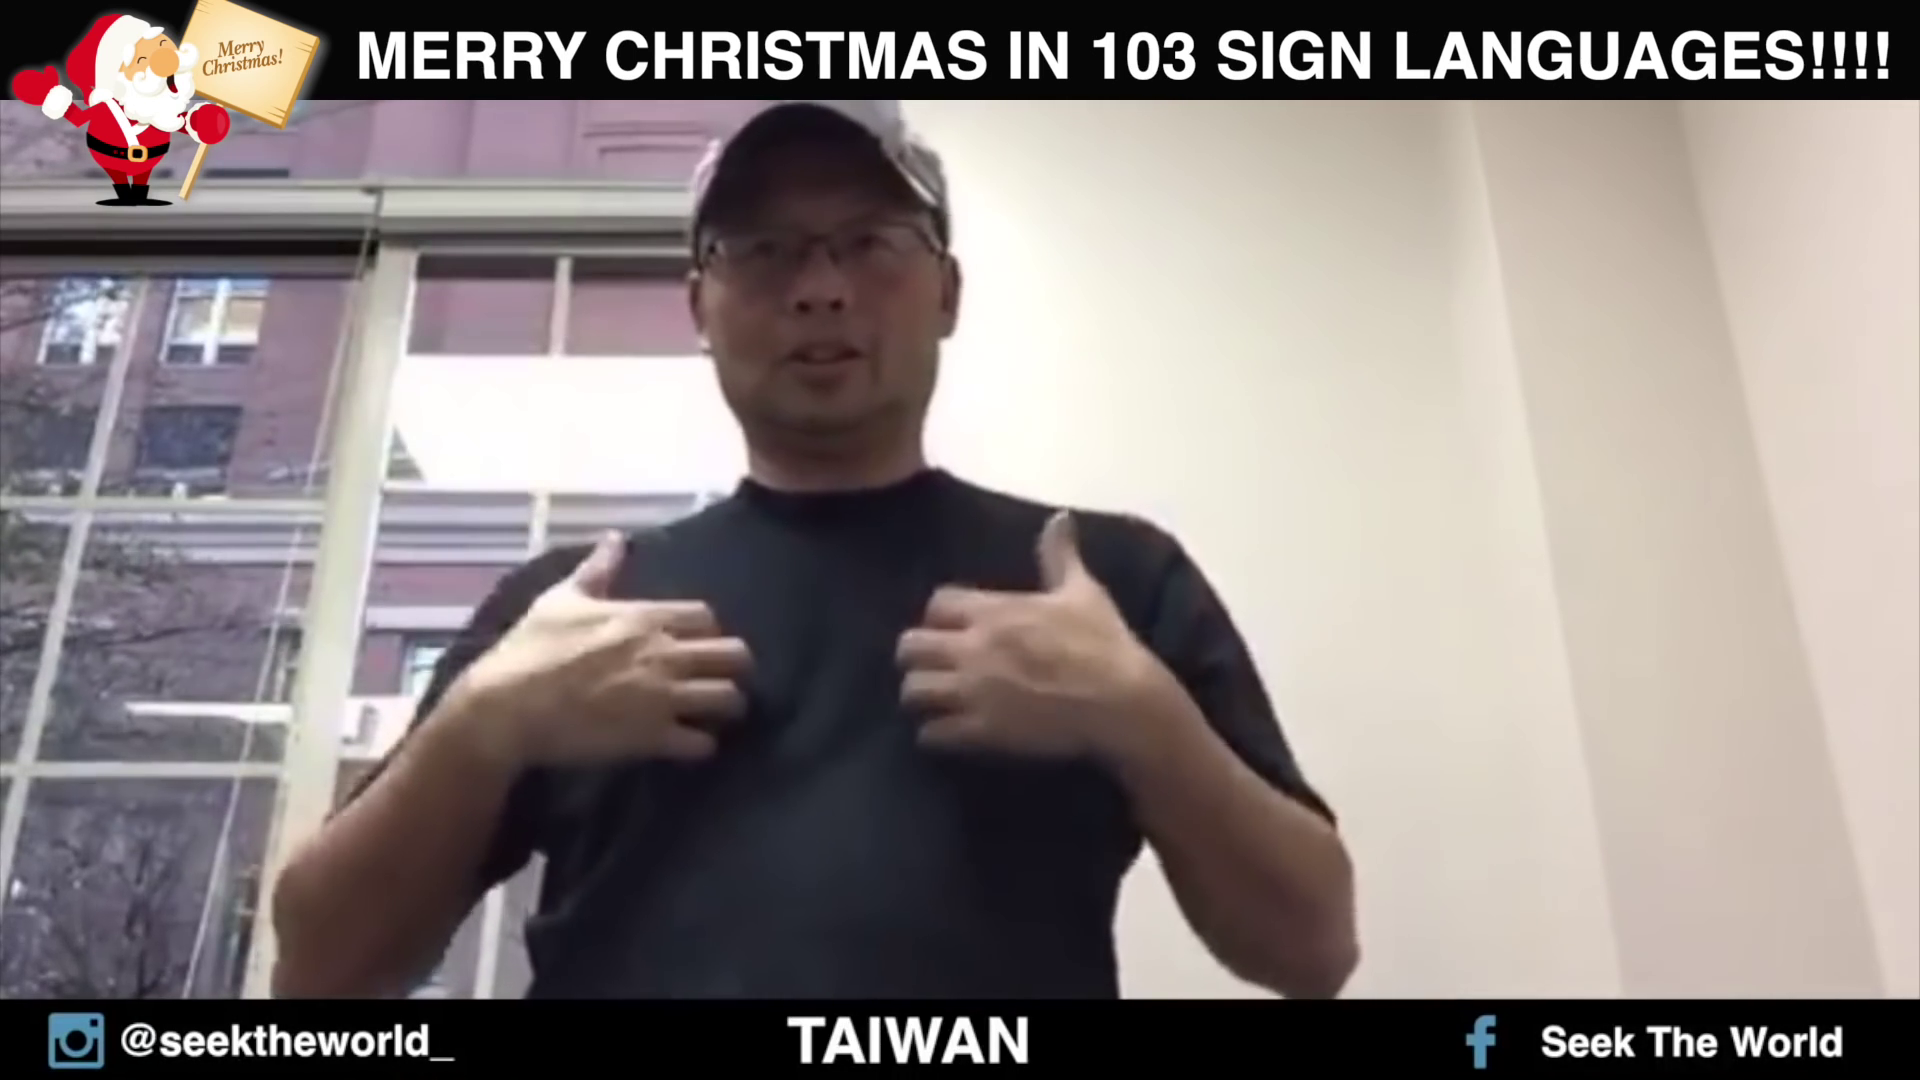 Merry
Christmas!
MERRY CHRISTMAS IN 103 SIGN LANGUAGES!!!!
@seektheworld_
TAIWAN
Seek The World